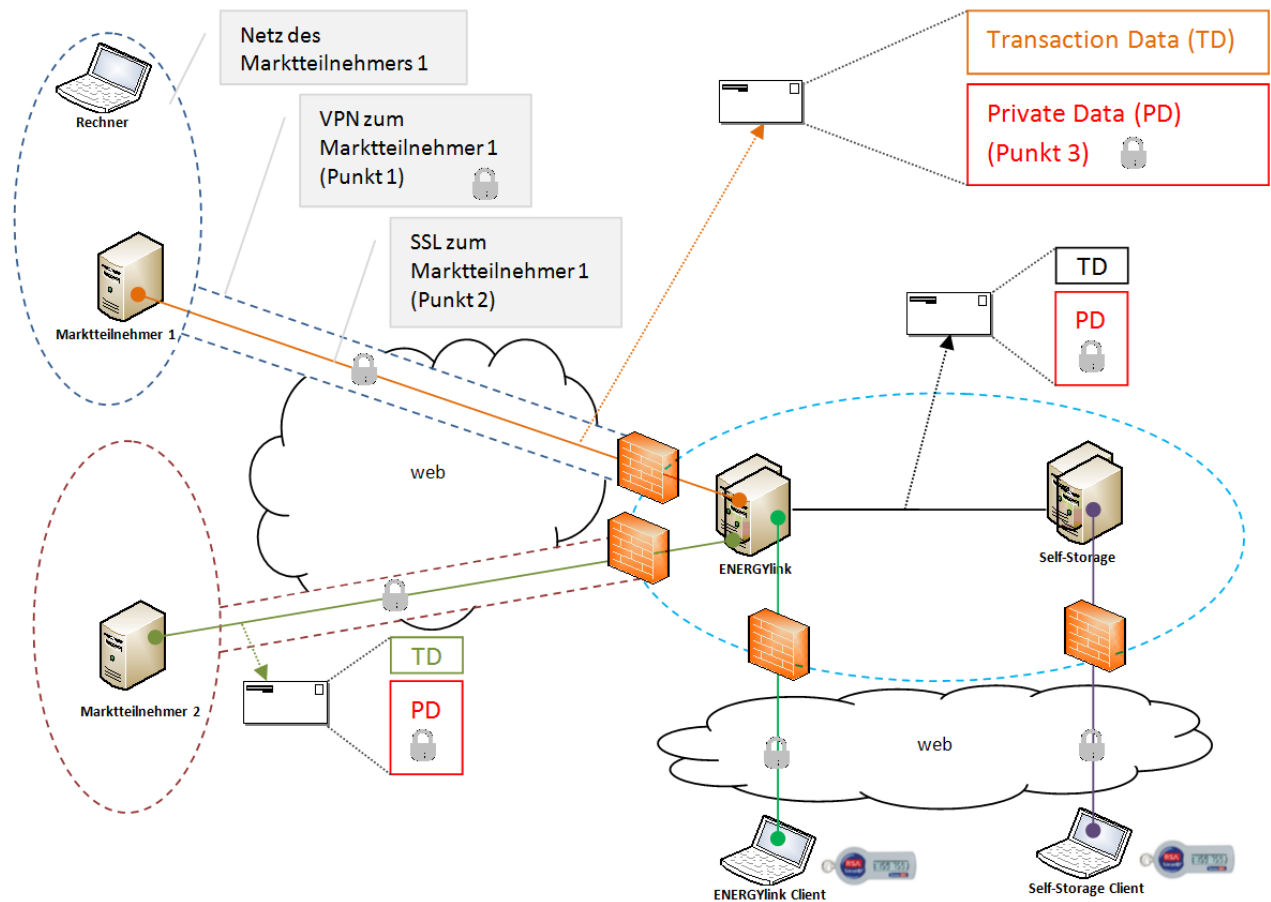 Netz des
Marktteilnehmers 1
Rechner
VPN zum
Marktteilnehmer 1
(Punkt 1)
SSL zum
Marktteilnehmer 1
(Punkt 2)
Transaction Data (TD)
Private Data (PD)
(Punkt 3)
Marktteilnehmer 1
TD
PD
web
ENERGYlink
Self-Storage
Marktteilnehmer 2
TD
PD
web
ENERGYlink Client
RSA
Self-Storage Client
RSA